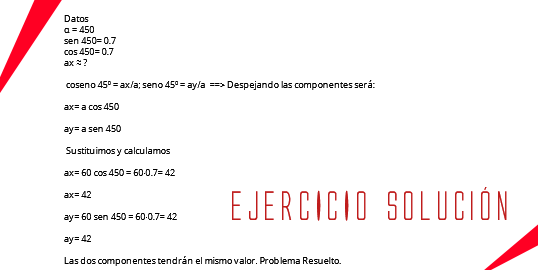 Datos
α = 450
sen 450= 0.7
cos 450= 0.7
ax ≈ ?
coseno 45º = ax/a; seno 45º = ay/a ==> Despejando las componentes será:
ax= a cos 450
ay= a sen 450
Sustituimos y calculamos
ax= 60 cos 450 = 60·0.7= 42
ax= 42
ay= 60 sen 450 = 60·0.7= 42
EJERCICIO SOLUCIÓN
ay= 42
Las dos componentes tendrán el mismo valor. Problema Resuelto.